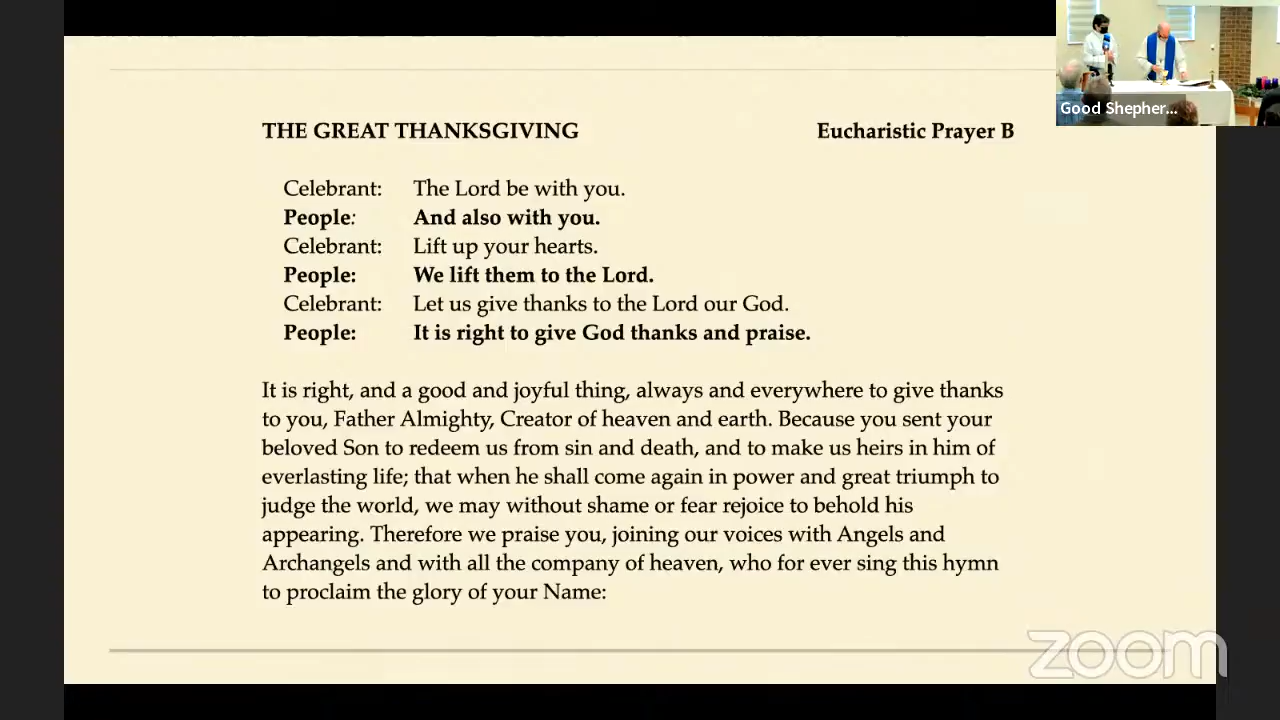 Good Shepher...
THE GREAT THANKSGIVING Eucharistic Prayer B
Celebrant: The Lord be with you.
People: And also with you.
Celebrant: Lift up your hearts.
People: We lift them to the Lord.
Celebrant: Let us give thanks to the Lord our God.
People: It is right to give God thanks and praise.
It is right, and a good and joyful thing, always and everywhere to give thanks
to you, Father Almighty, Creator of heaven and earth. Because you sent your
beloved Son to redeem us from sin and death, and to make us heirs in him of
everlasting life; that when he shall come again in power and great triumph to
judge the world, we may without shame or fear rejoice to behold his
appearing. Therefore we praise you, joining our voices with Angels and
Archangels and with all the company of heaven, who for ever sing this hymn
to proclaim the glory of your Name:
zoom